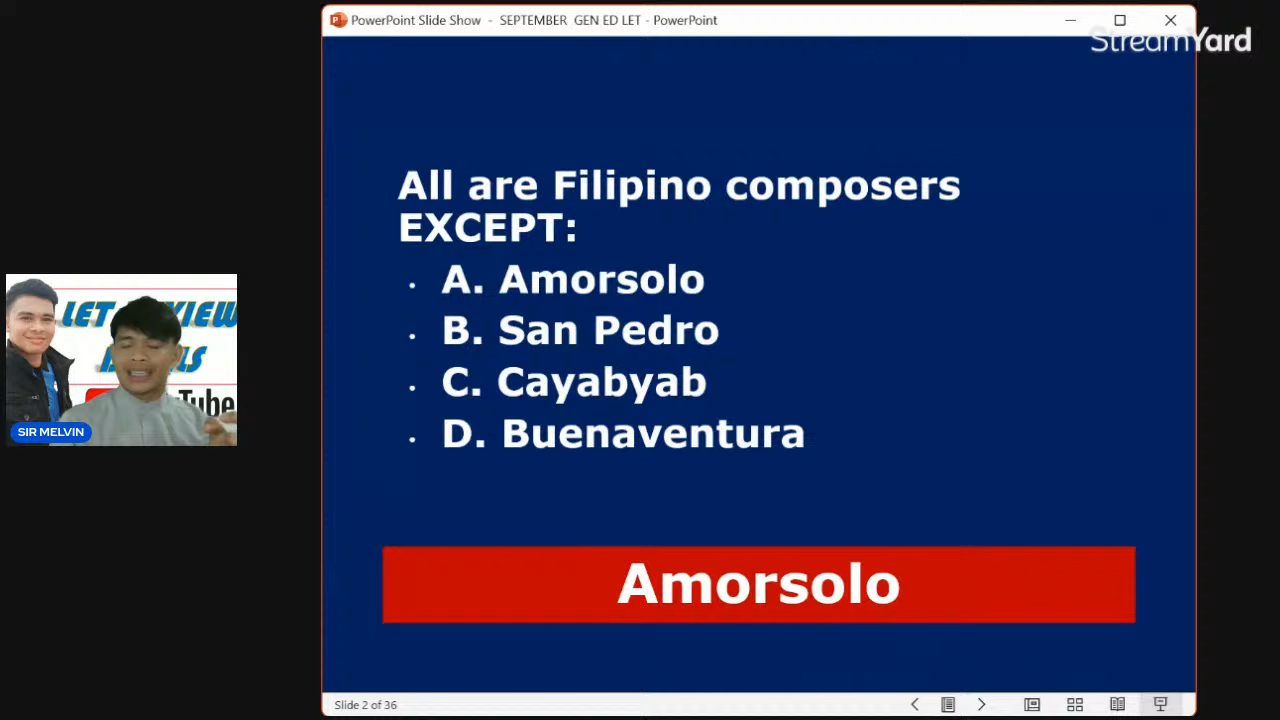 PowerPoint Slide Show - SEPTEMBER GEN ED LET - PowerPoint
StreamYard
All are Filipino composers
EXCEPT:
• A. Amorsolo
• B. San Pedro
• C. Cayabyab
• D. Buenaventura
LET
SIR MELVIN
Amorsolo
Slide 2 of 36